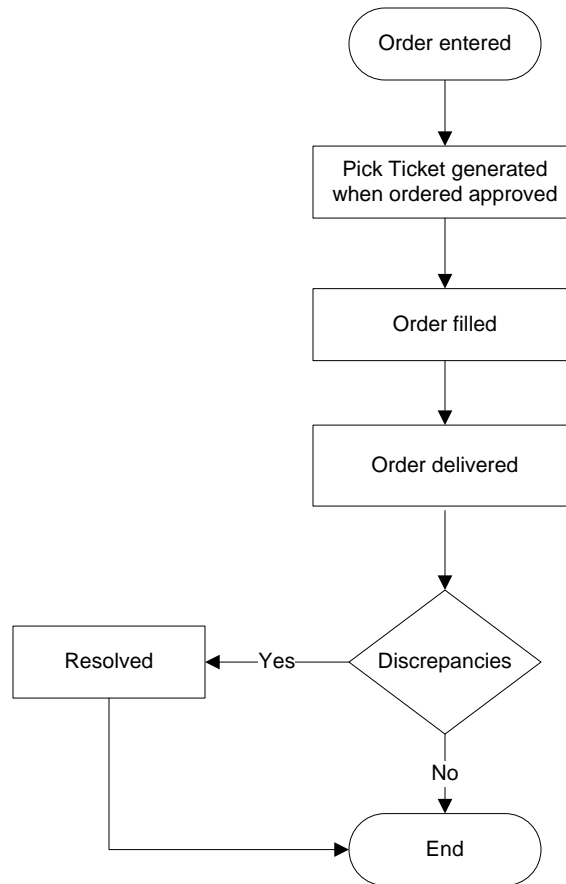 Order entered
Pick Ticket generated
when ordered approved
Order filled
Order delivered
Discrepancies
Yes
Resolved
No
End